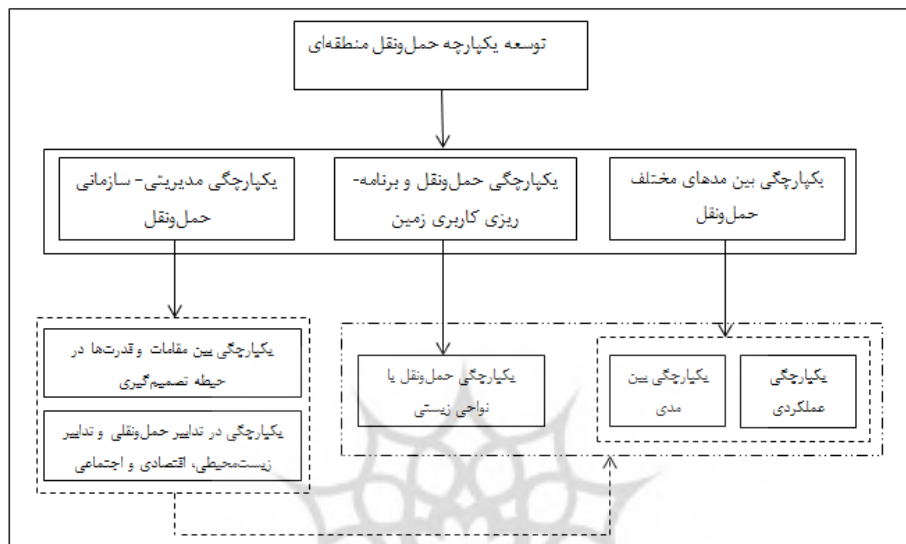 توسعه یکپارچه حمل‌ونقل منطقه‌ای
یکپارچگی بین مدهای مختلف
حمل‌ونقل
یکپارچگی حمل‌ونقل و برنامه-
ریزی کاربری زمین
یکپارچگی مدیریتی- سازمانی
حمل‌ونقل
یکپارچگی
عملکردی
یکپارچگی بین
مدی
یکپارچگی حمل‌ونقل یا
نواحی زیستی
یکپارچگی بین مقامات و قدرت‌ها در
حیطه تصمیم‌گیری
یکپارچگی در تدابیر حمل‌ونقلی و تدابیر
زیست‌محیطی، اقتصادی و اجتماعی